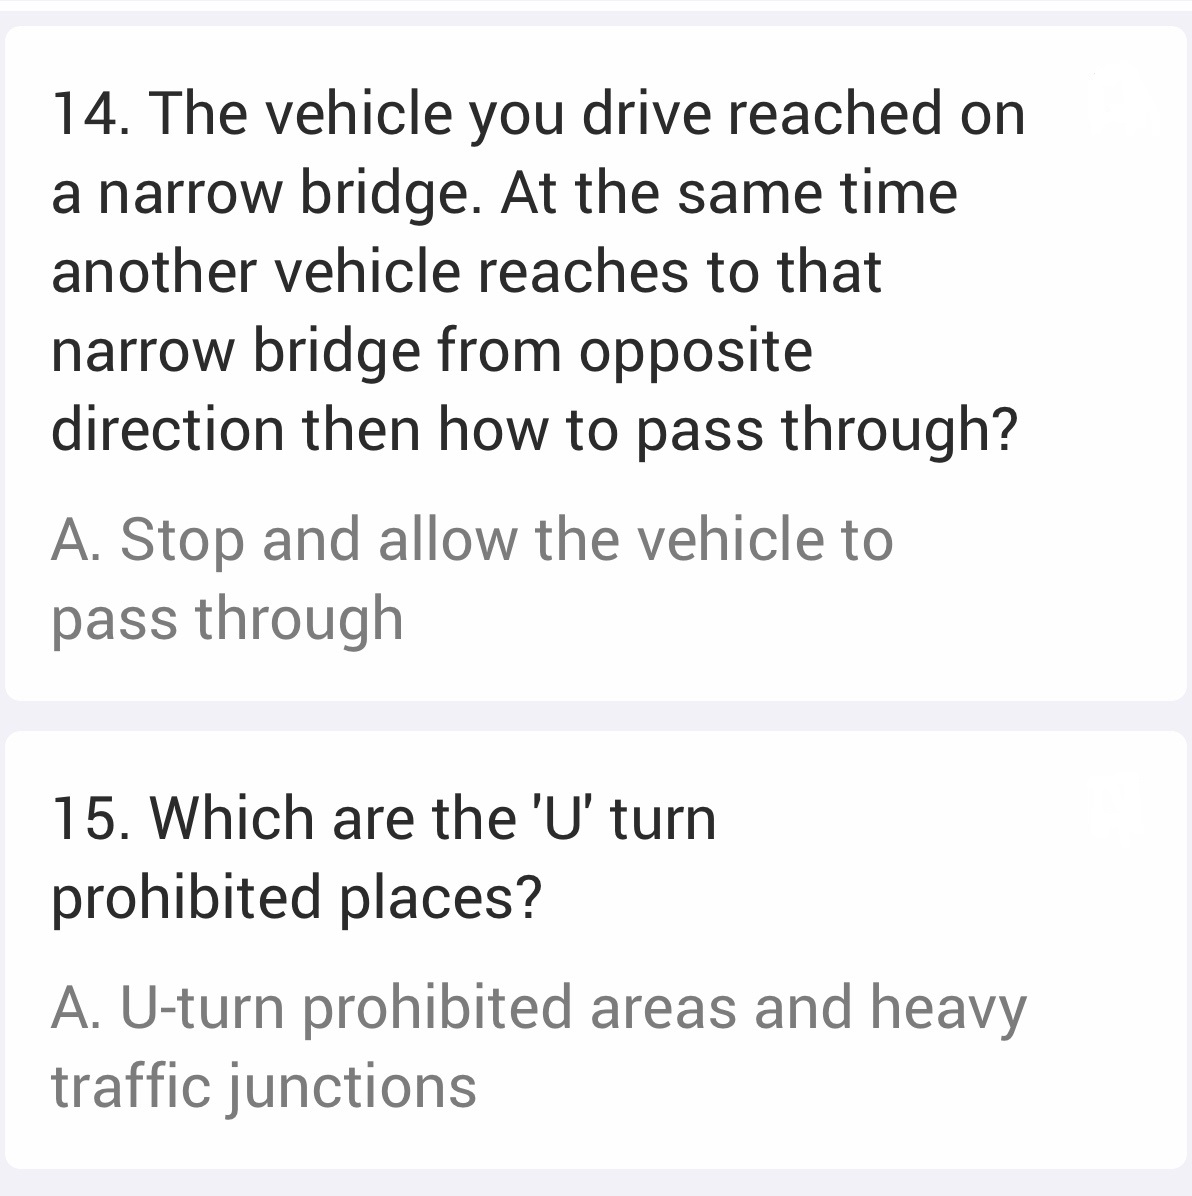 14. The vehicle you drive reached on
a narrow bridge. At the same time
another vehicle reaches to that
narrow bridge from opposite
direction then how to pass through?
A. Stop and allow the vehicle to
pass through
15. Which are the 'U' turn
prohibited places?
A. U-turn prohibited areas and heavy
traffic junctions